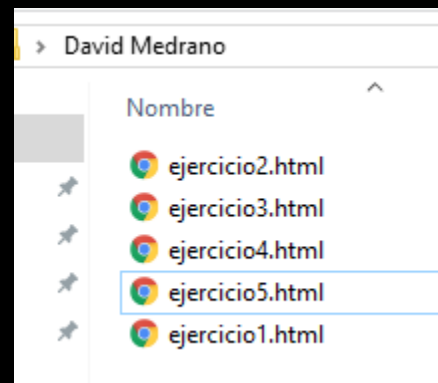 > David Medrano
Nombre
ejercicio2.html
ejercicio3.html
ejercicio4.html
ejercicio5.html
ejercicio1.html